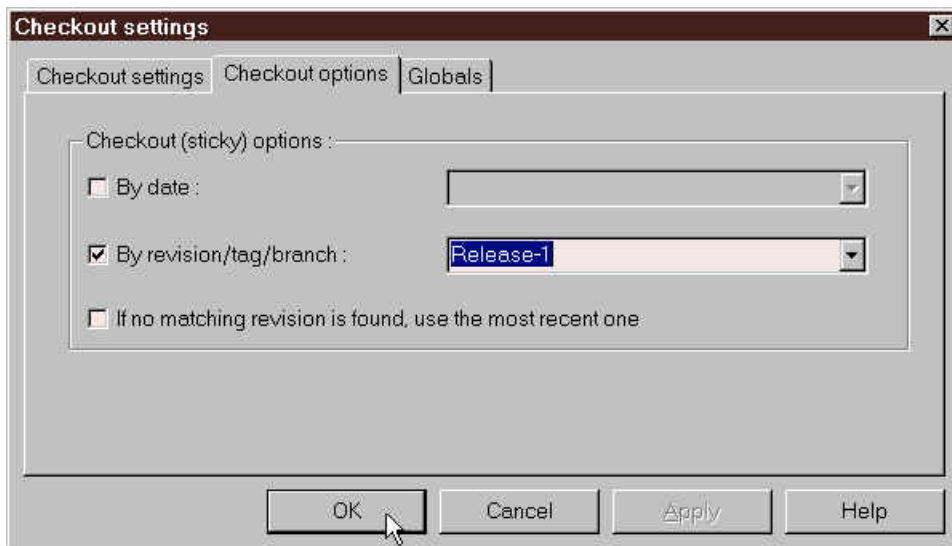 Checkout settings
Checkout settings Checkout options Globals
Checkout (sticky) options :
By date :
By revision/tag/branch : Release-1
If no matching revision is found, use the most recent one
OK Cancel Apply Help